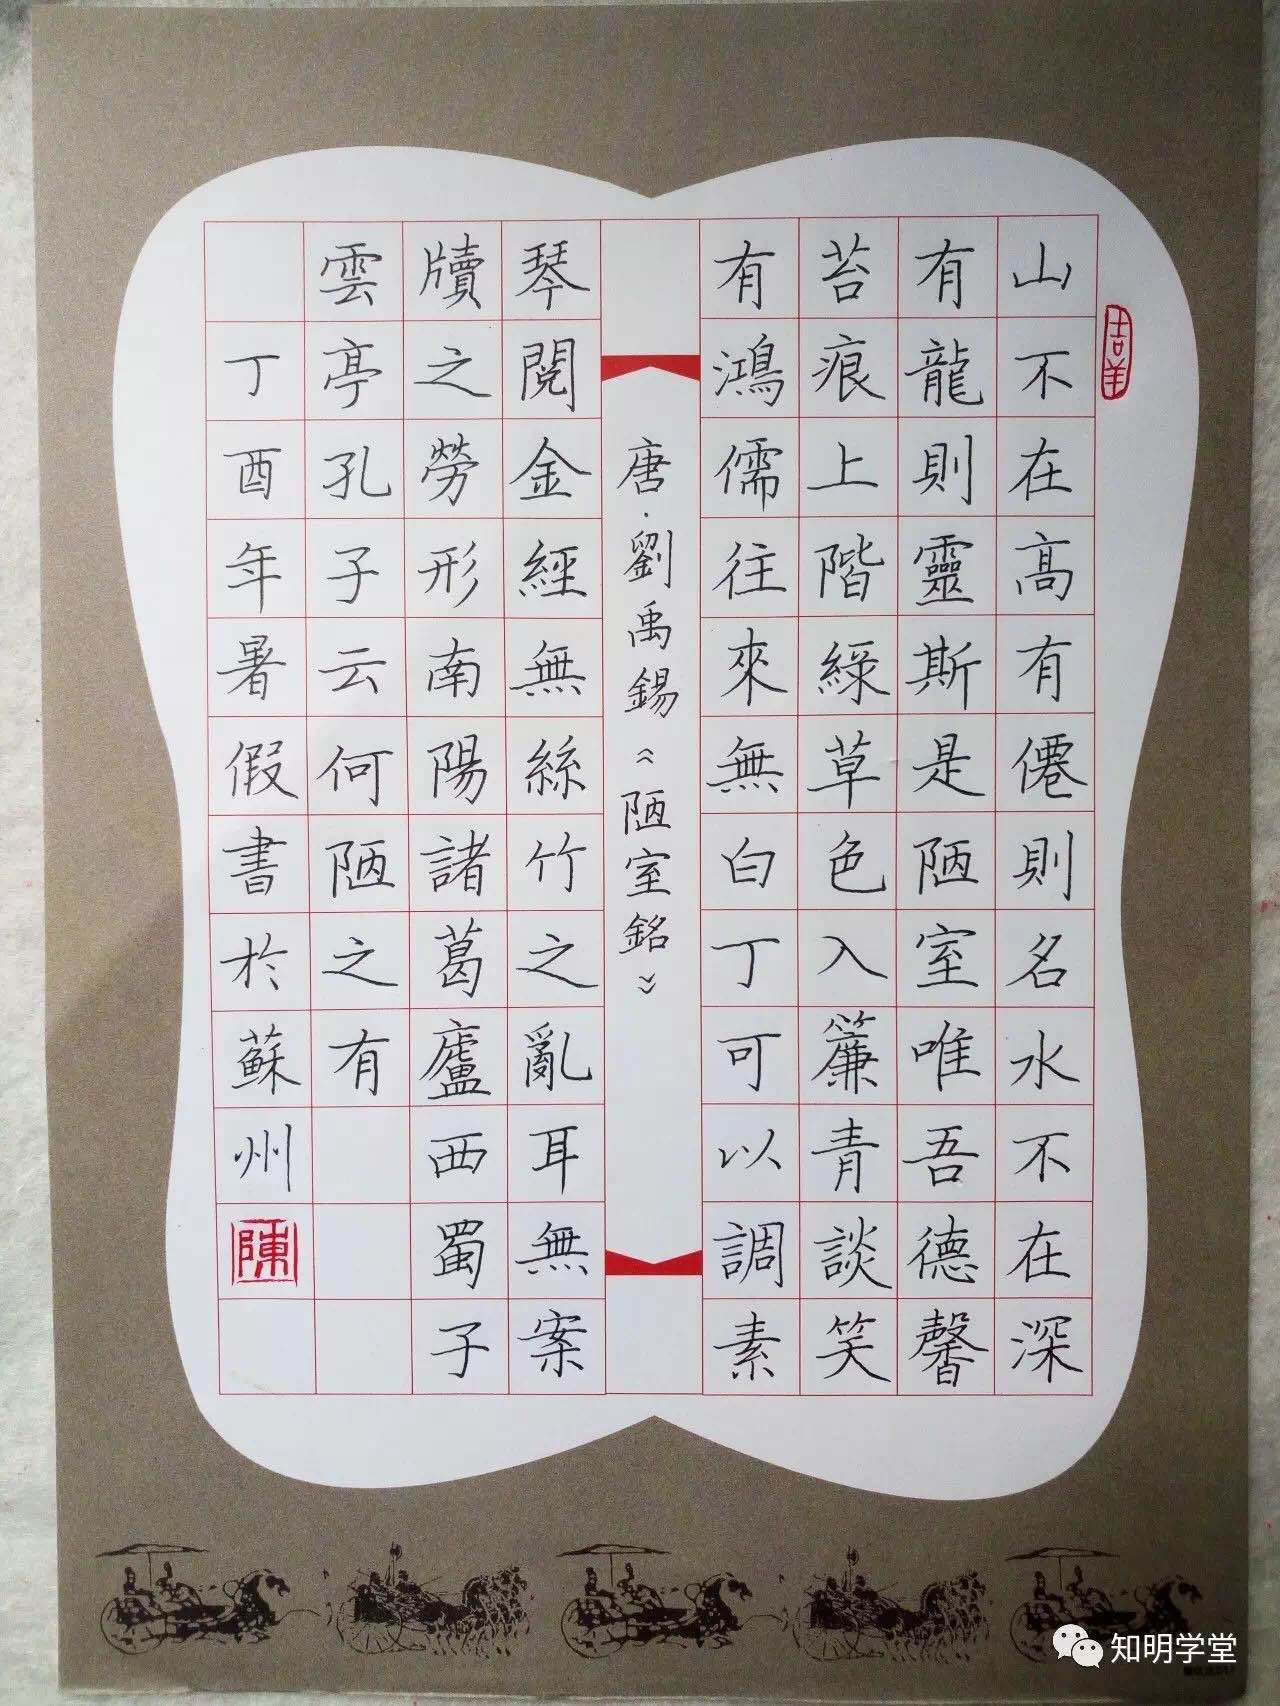 吉羊
山不在高有僊則名水不在深
有龍則靈斯是陋室唯吾德馨
苔痕上階綠草色入簾青談笑
有鴻儒往來無白丁可以調素
唐·劉禹錫《陋室銘》
琴閱金經無絲竹之亂耳無案
牘之勞形南陽諸葛廬西蜀子
雲亭孔子云何陋之有
丁酉年暑假書於蘇州
陳
知明学堂